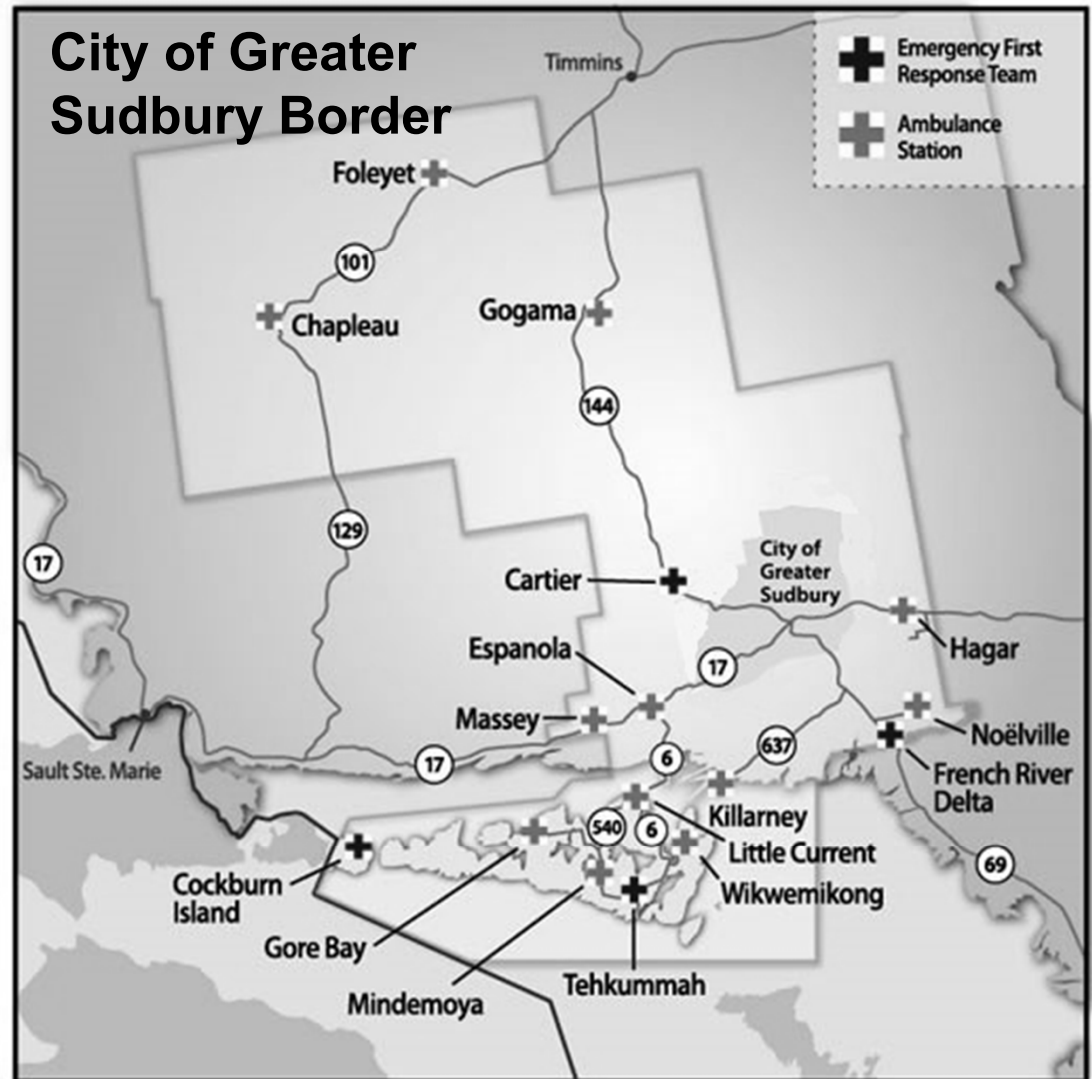 City of Greater
Sudbury Border
Timmins
Emergency First
Response Team
Ambulance
Station
Foleyet
101
Chapleau
Gogama
144
129
17
Cartier
City of
Greater
Sudbury
Hagar
Espanola
17
Massey
Noëlville
637
6
17
French River
Delta
Sault Ste. Marie
Killarney
540
6
Little Current
69
Wikwemikong
Cockburn
Island
Gore Bay
Tehkummah
Mindemoya